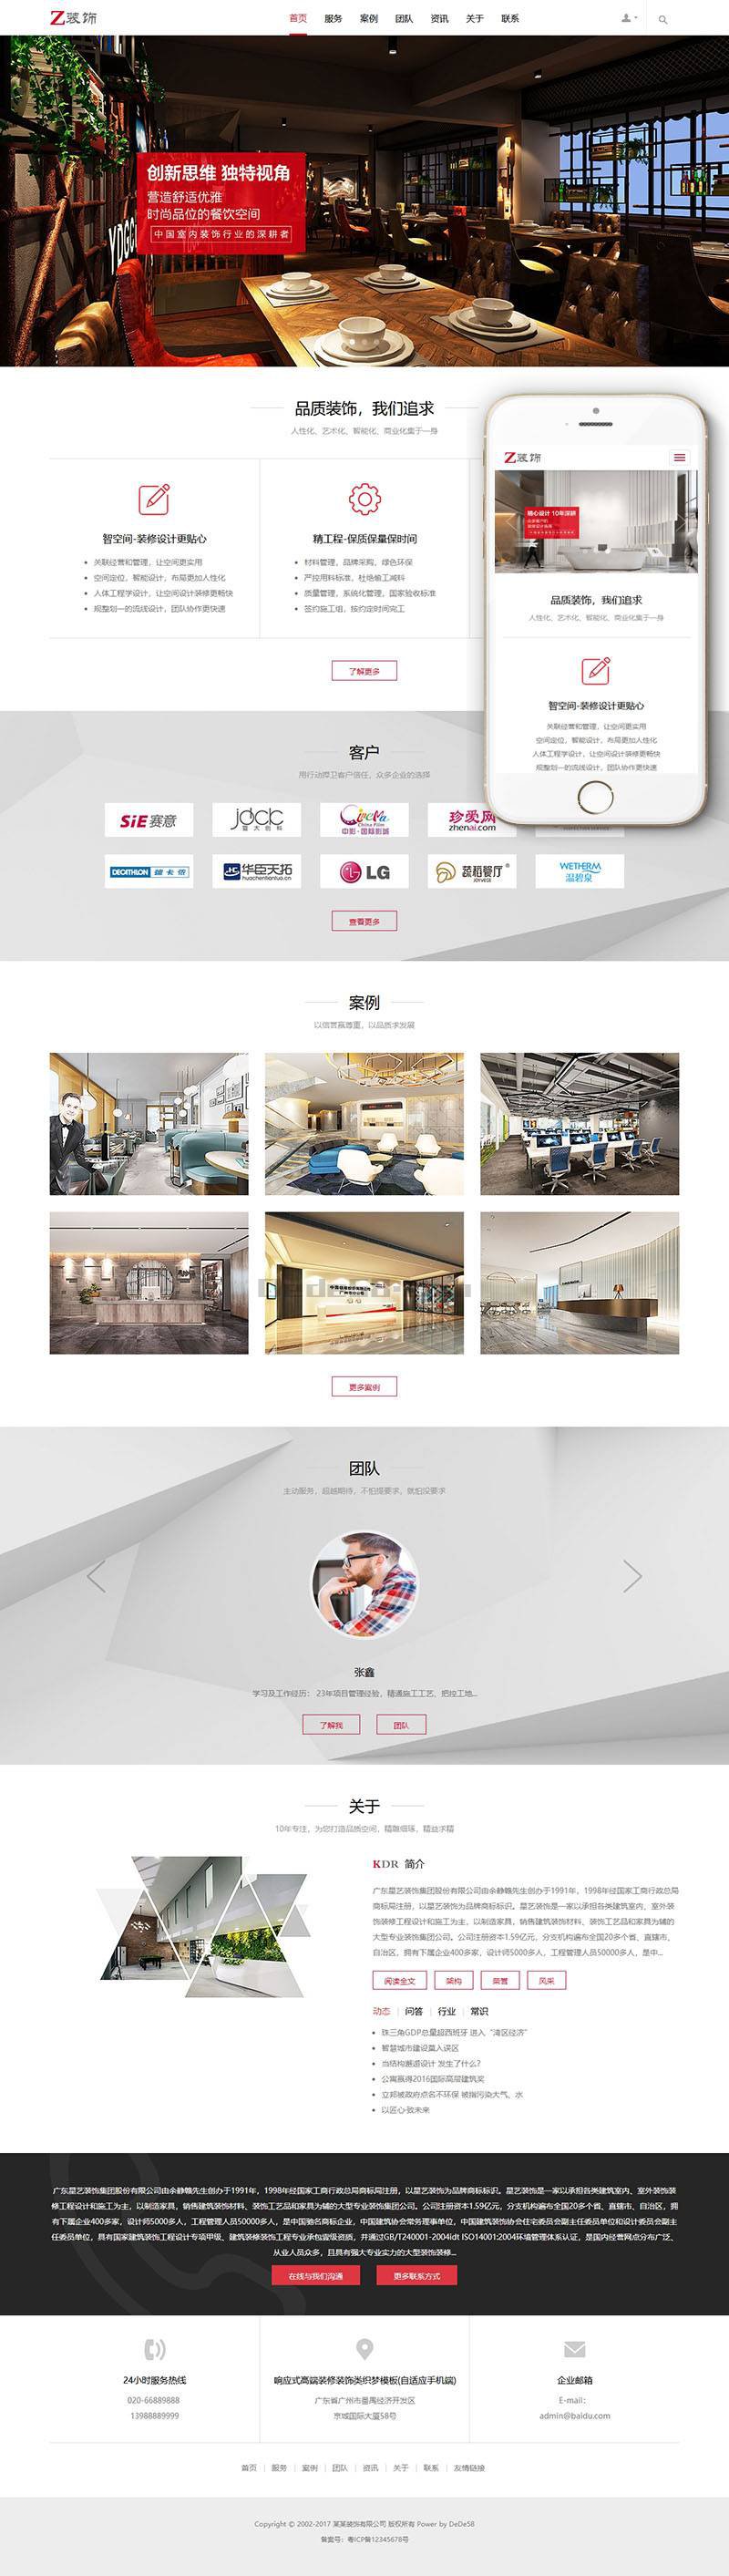 Z装饰
首页 服务 案例 团队 资讯 关于 联系
创新思维 独特视角
营造舒适优雅
时尚品位的餐饮空间
中国室内装饰行业的深耕者
品质装饰，我们追求
人性化、艺术化、智能化、商业化集于一身
智空间-装修设计更贴心
关联经营和管理，让空间更实用
空间定位，智能设计，布局更加人性化
人体工程学设计，让空间设计装修更畅快
规整划一的流线设计，团队协作更快速
精工程-保质保量保时间
材料管理，品牌采购，绿色环保
严控用料标准，杜绝偷工减料
质量管理，系统化管理，国家验收标准
签约施工组，按约定时间完工
了解更多
Z装饰
精心设计 10年深耕
品质装饰，我们追求
人性化、艺术化、智能化、商业化集于一身
智空间-装修设计更贴心
关联经营和管理，让空间更实用
空间定位，智能设计，布局更加人性化
人体工程学设计，让空间设计装修更畅快
规整划一的流线设计，团队协作更快速
客户
用行动捍卫客户信任，众多企业的选择
SiE赛意
中影·国际影城
珍爱网
zhenai.com
DECATHLON 迪卡侬
华臣天拓
huachentientuo.cn
LG
蔬稻餐厅®
WETHERM
温碧泉
查看更多
案例
以信誉赢尊重，以品质求发展
更多案例
团队
主动服务，超越期待，不怕提要求，就怕没要求
张鑫
学习及工作经历： 23年项目管理经验，精通施工工艺、把控工地...
了解我 团队
关于
10年专注，为您打造品质空间，精雕细琢，精益求精
KDR 简介
广东星艺装饰集团股份有限公司由余静赣先生创办于1991年，1998年经国家工商行政总局
商标局注册，以星艺装饰为品牌商标标识。星艺装饰是一家以承担各类建筑室内、室外装
饰装修工程设计和施工为主，以制造家具，销售建筑装饰材料、装饰工艺品和家具为辅的
大型专业装饰集团公司。公司注册资本1.59亿元，分支机构遍布全国20多个省、直辖市、
自治区，拥有下属企业400多家，设计师5000多人，工程管理人员50000多人，是中...
阅读全文 架构 荣誉 风采
动态 | 问答 | 行业 | 常识
珠三角GDP总量超西班牙 进入“湾区经济”
智慧城市建设莫入误区
当结构邂逅设计 发生了什么？
公寓赢得2016国际高层建筑奖
立邦被政府点名不环保 被指污染大气、水
以匠心·致未来
广东星艺装饰集团股份有限公司由余静赣先生创办于1991年，1998年经国家工商行政总局商标局注册，以星艺装饰为品牌商标标识。星艺装饰是一家以承担各类建筑室内、室外装饰装
修工程设计和施工为主，以制造家具，销售建筑装饰材料、装饰工艺品和家具为辅的大型专业装饰集团公司。公司注册资本1.59亿元，分支机构遍布全国20多个省、直辖市、自治区，拥
有下属企业400多家，设计师5000多人，工程管理人员50000多人，是中国驰名商标企业，中国建筑协会常务理事单位，中国建筑装饰协会住宅委员会副主任委员单位和设计委员会副主
任委员单位，具有国家建筑装饰工程设计专项甲级、建筑装修装饰工程专业承包壹级资质，并通过GB/T240001-2004idt ISO14001:2004环境管理体系认证，是国内经营网点分布广泛、
从业人员众多，且具有强大专业实力的大型装饰装修...
在线与我们沟通 更多联系方式
24小时服务热线
020-66889888
13988889999
响应式高端装修装饰类织梦模板(自适应手机端)
广东省广州市番禺经济开发区
京城国际大厦58号
企业邮箱
E-mail：
admin@baidu.com
首页 | 服务 | 案例 | 团队 | 资讯 | 关于 | 联系 | 友情链接
Copyright © 2002-2017 某某装饰有限公司 版权所有 Power by DeDe58
备案号：粤ICP备12345678号